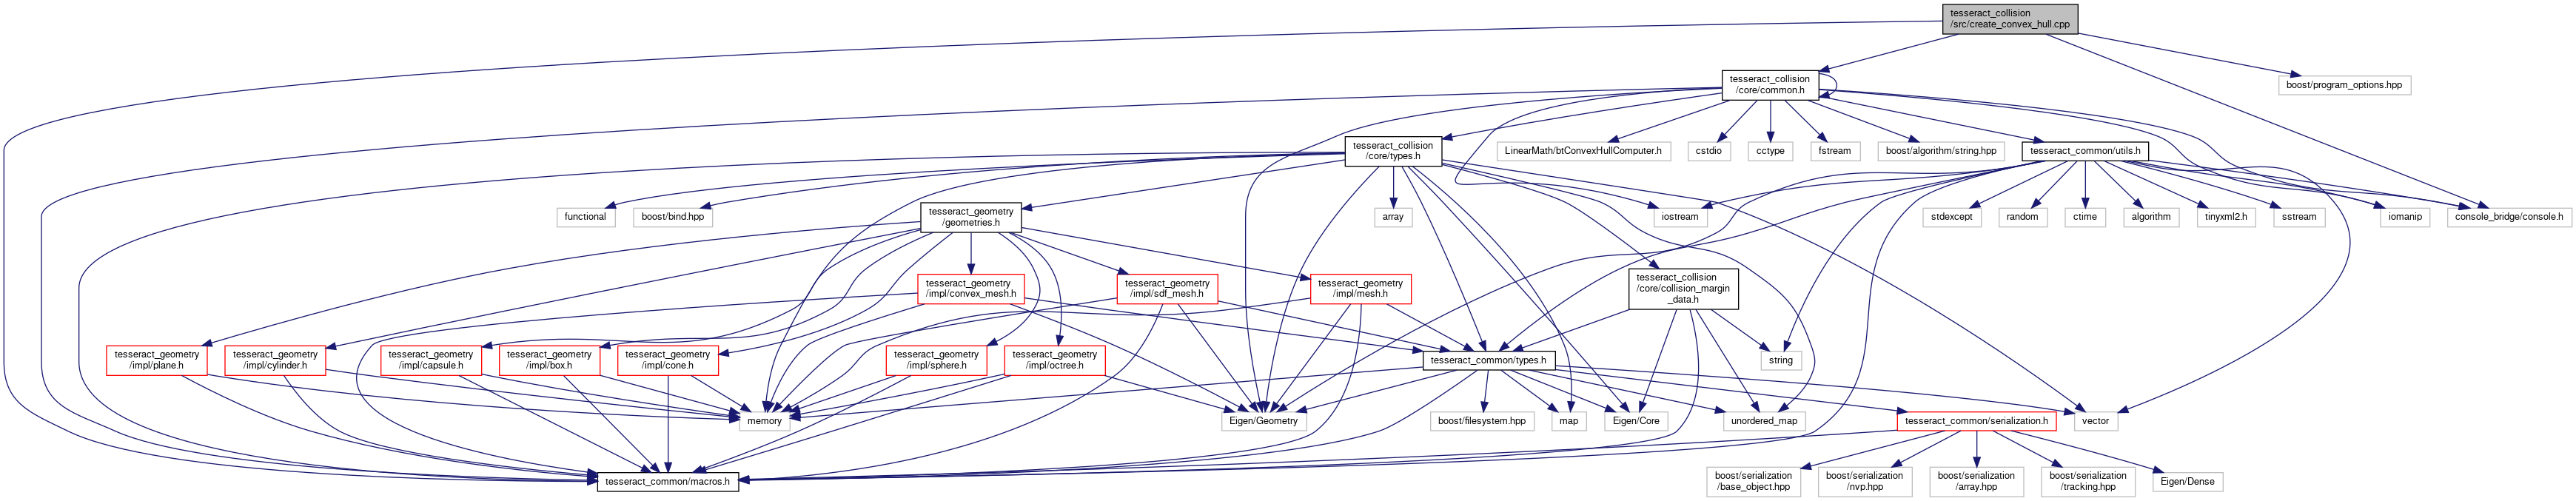 tesseract_collision
/src/create_convex_hull.cpp
tesseract_collision
/core/common.h
boost/program_options.hpp
tesseract_collision
/core/types.h
LinearMath/btConvexHullComputer.h
cstdio
cctype
fstream
boost/algorithm/string.hpp
tesseract_common/utils.h
functional
boost/bind.hpp
tesseract_geometry
/geometries.h
array
iostream
stdexcept
random
ctime
algorithm
tinyxml2.h
sstream
iomanip
console_bridge/console.h
tesseract_geometry
/impl/convex_mesh.h
tesseract_geometry
/impl/sdf_mesh.h
tesseract_geometry
/impl/mesh.h
tesseract_collision
/core/collision_margin
_data.h
tesseract_geometry
/impl/plane.h
tesseract_geometry
/impl/cylinder.h
tesseract_geometry
/impl/capsule.h
tesseract_geometry
/impl/box.h
tesseract_geometry
/impl/cone.h
tesseract_geometry
/impl/sphere.h
tesseract_geometry
/impl/octree.h
tesseract_common/types.h
string
memory
Eigen/Geometry
boost/filesystem.hpp
map
Eigen/Core
unordered_map
tesseract_common/serialization.h
vector
tesseract_common/macros.h
boost/serialization
/base_object.hpp
boost/serialization
/nvp.hpp
boost/serialization
/array.hpp
boost/serialization
/tracking.hpp
Eigen/Dense